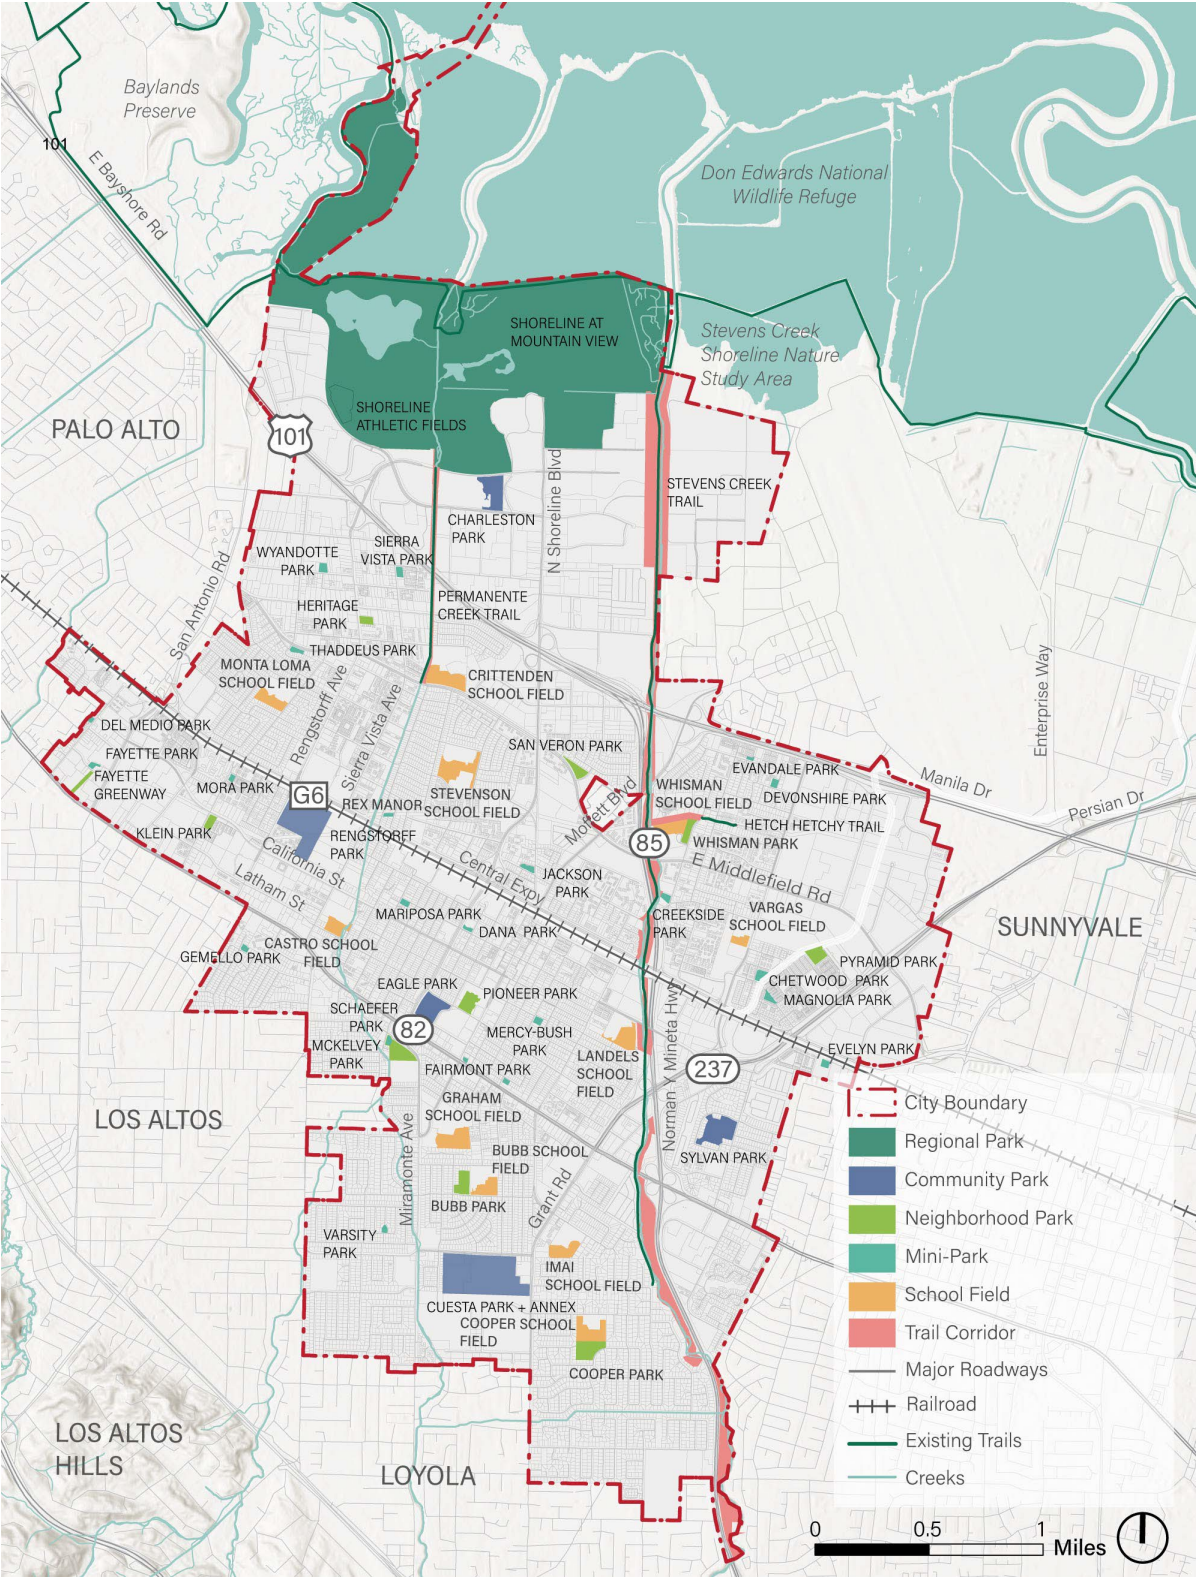 Baylands
Preserve
101
E Bayshore Rd
Don Edwards National
Wildlife Refuge
SHORELINE AT
MOUNTAIN VIEW
Stevens Creek
Shoreline Nature
Study Area
SHORELINE
ATHLETIC FIELDS
PALO ALTO
101
N Shoreline Blvd
STEVENS CREEK
TRAIL
CHARLESTON
PARK
San Antonio Rd
WYANDOTTE
PARK
SIERRA
VISTA PARK
HERITAGE
PARK
PERMANENTE
CREEK TRAIL
THADDEUS PARK
MONTA LOMA
SCHOOL FIELD
Rengstorff Ave
Sierra Vista Ave
CRITTENDEN
SCHOOL FIELD
Enterprise Way
DEL MEDIO PARK
FAYETTE PARK
FAYETTE
GREENWAY
MORA PARK
G6
REX MANOR
STEVENSON
SCHOOL FIELD
SAN VERON PARK
Moffett Blvd
WHISMAN
SCHOOL FIELD
EVANDALE PARK
DEVONSHIRE PARK
Manila Dr
Persian Dr
HETCH HETCHY TRAIL
WHISMAN PARK
85
E Middlefield Rd
KLEIN PARK
RENGSTORFF
PARK
California St
Latham St
Central Expy
JACKSON
PARK
MARIPOSA PARK
DANA PARK
CREEKSIDE
PARK
VARGAS
SCHOOL FIELD
SUNNYVALE
GEMELLO PARK
CASTRO SCHOOL
FIELD
PYRAMID PARK
CHETWOOD PARK
MAGNOLIA PARK
EAGLE PARK
PIONEER PARK
SCHAEFER
PARK
82
MCKELVEY
PARK
MERCY-BUSH
PARK
FAIRMONT PARK
LANDELS
SCHOOL
FIELD
Norman Y Mineta Hwy
237
EVELYN PARK
LOS ALTOS
GRAHAM
SCHOOL FIELD
Miramonte Ave
BUBB SCHOOL
FIELD
BUBB PARK
Grant Rd
SYLVAN PARK
VARSITY
PARK
IMAI
SCHOOL FIELD
CUESTA PARK + ANNEX
COOPER SCHOOL
FIELD
COOPER PARK
LOS ALTOS
HILLS
LOYOLA
City Boundary
Regional Park
Community Park
Neighborhood Park
Mini-Park
School Field
Trail Corridor
Major Roadways
Railroad
Existing Trails
Creeks
0 0.5 1
Miles